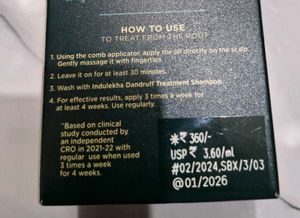 HOW TO USE
TO TREAT FROM THE ROOT
1. Using the comb applicator, apply the oil directly on the scalp.
Gently massage it with fingertips.
2. Leave it on for at least 30 minutes.
3. Wash with Indulekha Dandruff Treatment Shampoo.
4. For effective results, apply 3 times a week for
at least 4 weeks. Use regularly.
*Based on clinical
study conducted by
an independent
CRO in 2021-22 with
regular use when used
3 times a week
for 4 weeks.
*₹ 360/-
USP ₹ 3.60/ml
#02/2024,SBX/3/03
@01/2026